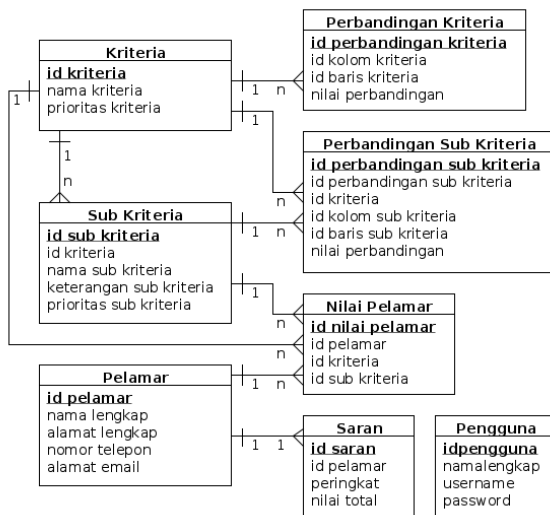 Kriteria
id kriteria
nama kriteria
prioritas kriteria
Perbandingan Kriteria
id perbandingan kriteria
id kolom kriteria
id baris kriteria
nilai perbandingan
1
n
1
1
1
n
Perbandingan Sub Kriteria
id perbandingan sub kriteria
id perbandingan sub kriteria
id kriteria
id kolom sub kriteria
id baris sub kriteria
nilai perbandingan
n
Sub Kriteria
id sub kriteria
id kriteria
nama sub kriteria
keterangan sub kriteria
prioritas sub kriteria
1
n
1
n
Nilai Pelamar
id nilai pelamar
id pelamar
id kriteria
id sub kriteria
n
Pelamar
id pelamar
nama lengkap
alamat lengkap
nomor telepon
alamat email
1
n
1
1
Saran
id saran
id pelamar
peringkat
nilai total
Pengguna
idpengguna
namalengkap
username
password